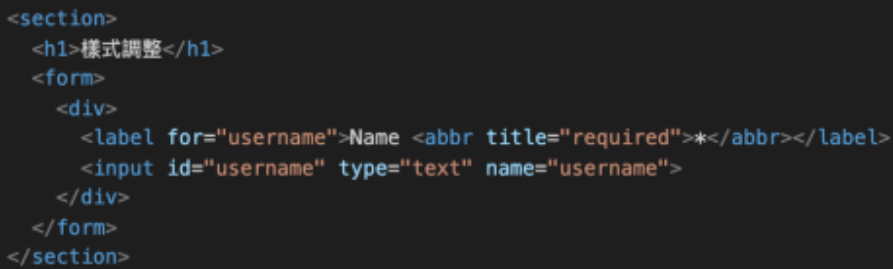 <section>
<h1>樣式調整</h1>
<form>
<div>
<label for="username">Name <abbr title="required">*</abbr></label>
<input id="username" type="text" name="username">
</div>
</form>
</section>